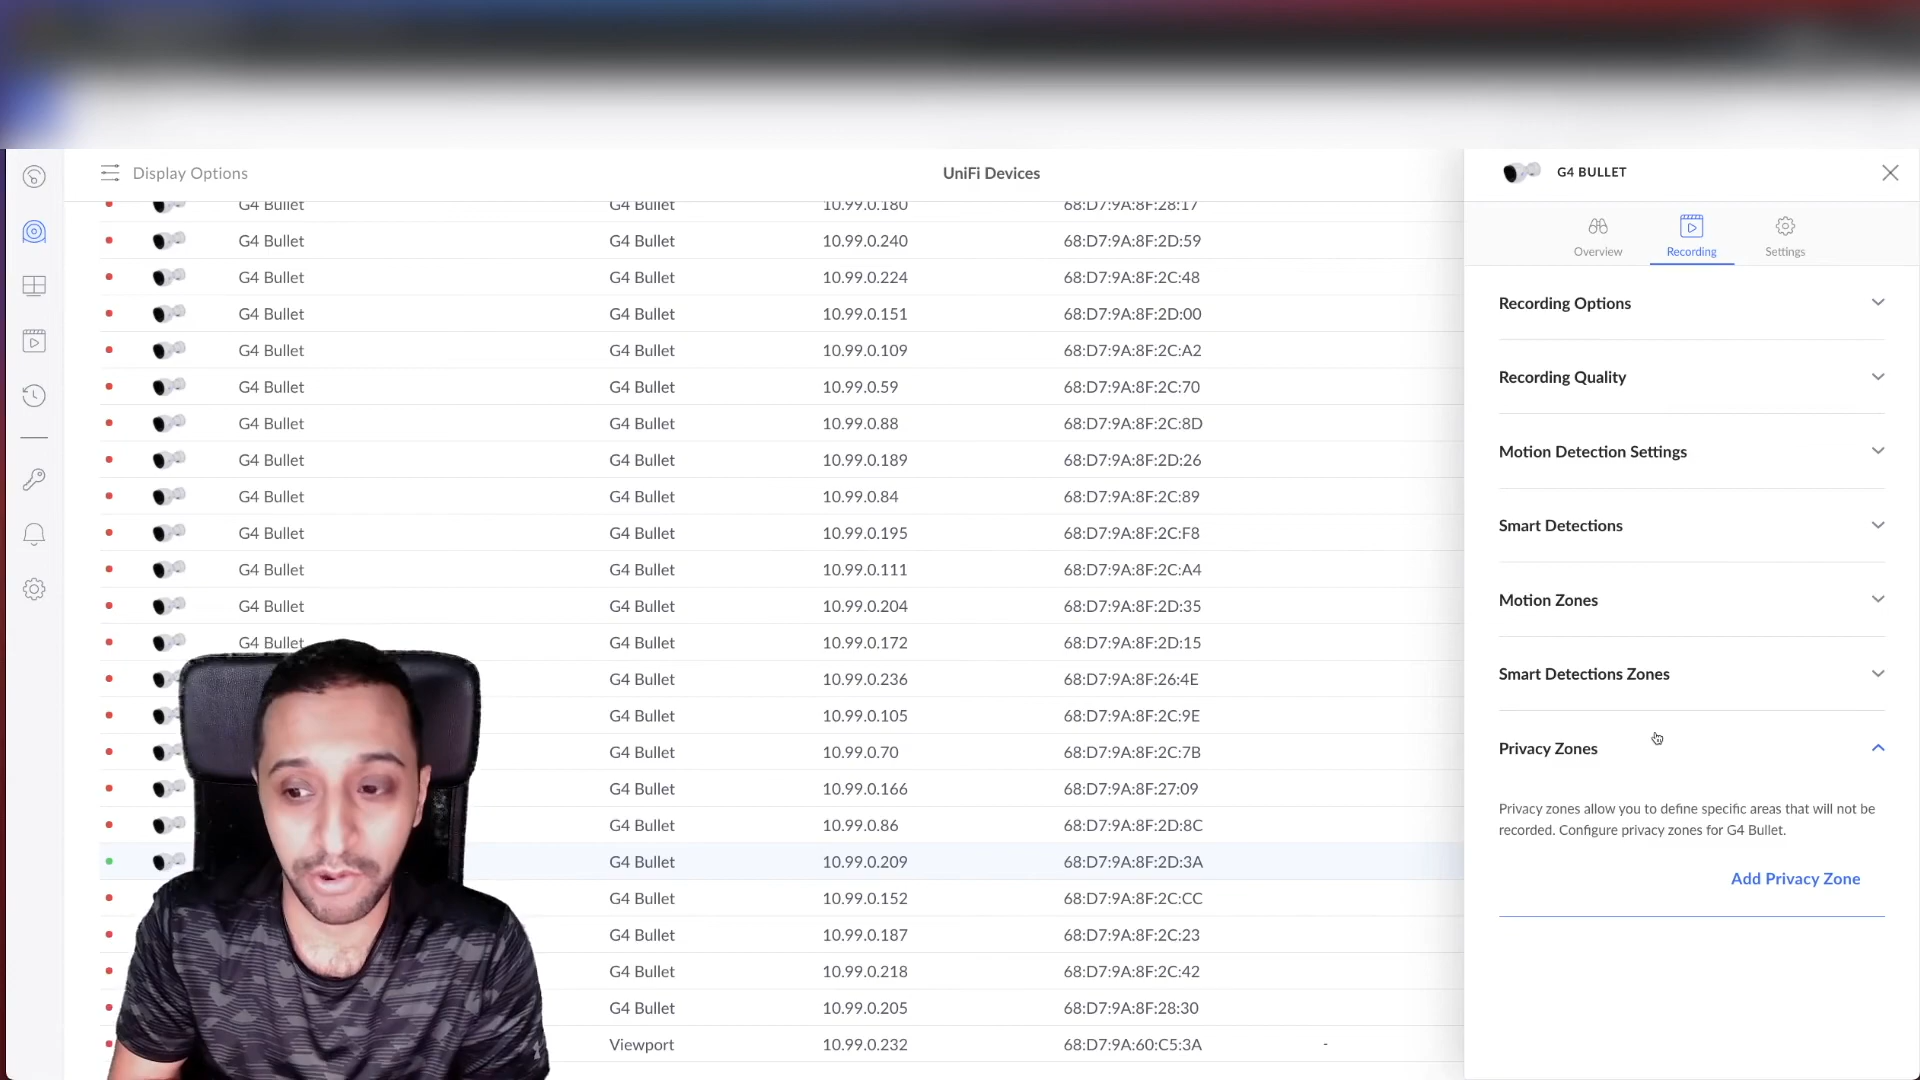 Display Options
UniFi Devices
G4 BULLET
Overview
Recording
Settings
G4 Bullet G4 Bullet 10.99.0.180 68:D7:9A:8F:28:17
G4 Bullet G4 Bullet 10.99.0.240 68:D7:9A:8F:2D:59
G4 Bullet G4 Bullet 10.99.0.224 68:D7:9A:8F:2C:48
G4 Bullet G4 Bullet 10.99.0.151 68:D7:9A:8F:2D:00
G4 Bullet G4 Bullet 10.99.0.109 68:D7:9A:8F:2C:A2
G4 Bullet G4 Bullet 10.99.0.59 68:D7:9A:8F:2C:70
G4 Bullet G4 Bullet 10.99.0.88 68:D7:9A:8F:2C:8D
G4 Bullet G4 Bullet 10.99.0.189 68:D7:9A:8F:2D:26
G4 Bullet G4 Bullet 10.99.0.84 68:D7:9A:8F:2C:89
G4 Bullet G4 Bullet 10.99.0.195 68:D7:9A:8F:2C:F8
G4 Bullet G4 Bullet 10.99.0.111 68:D7:9A:8F:2C:A4
G4 Bullet G4 Bullet 10.99.0.204 68:D7:9A:8F:2D:35
G4 Bullet G4 Bullet 10.99.0.172 68:D7:9A:8F:2D:15
G4 Bullet 10.99.0.236 68:D7:9A:8F:26:4E
G4 Bullet 10.99.0.105 68:D7:9A:8F:2C:9E
G4 Bullet 10.99.0.70 68:D7:9A:8F:2C:7B
G4 Bullet 10.99.0.166 68:D7:9A:8F:27:09
G4 Bullet 10.99.0.86 68:D7:9A:8F:2D:8C
G4 Bullet 10.99.0.209 68:D7:9A:8F:2D:3A
G4 Bullet 10.99.0.152 68:D7:9A:8F:2C:CC
G4 Bullet 10.99.0.187 68:D7:9A:8F:2C:23
G4 Bullet 10.99.0.218 68:D7:9A:8F:2C:42
G4 Bullet 10.99.0.205 68:D7:9A:8F:28:30
Viewport 10.99.0.232 68:D7:9A:60:C5:3A -
Recording Options
Recording Quality
Motion Detection Settings
Smart Detections
Motion Zones
Smart Detections Zones
Privacy Zones
Privacy zones allow you to define specific areas that will not be
recorded. Configure privacy zones for G4 Bullet.
Add Privacy Zone